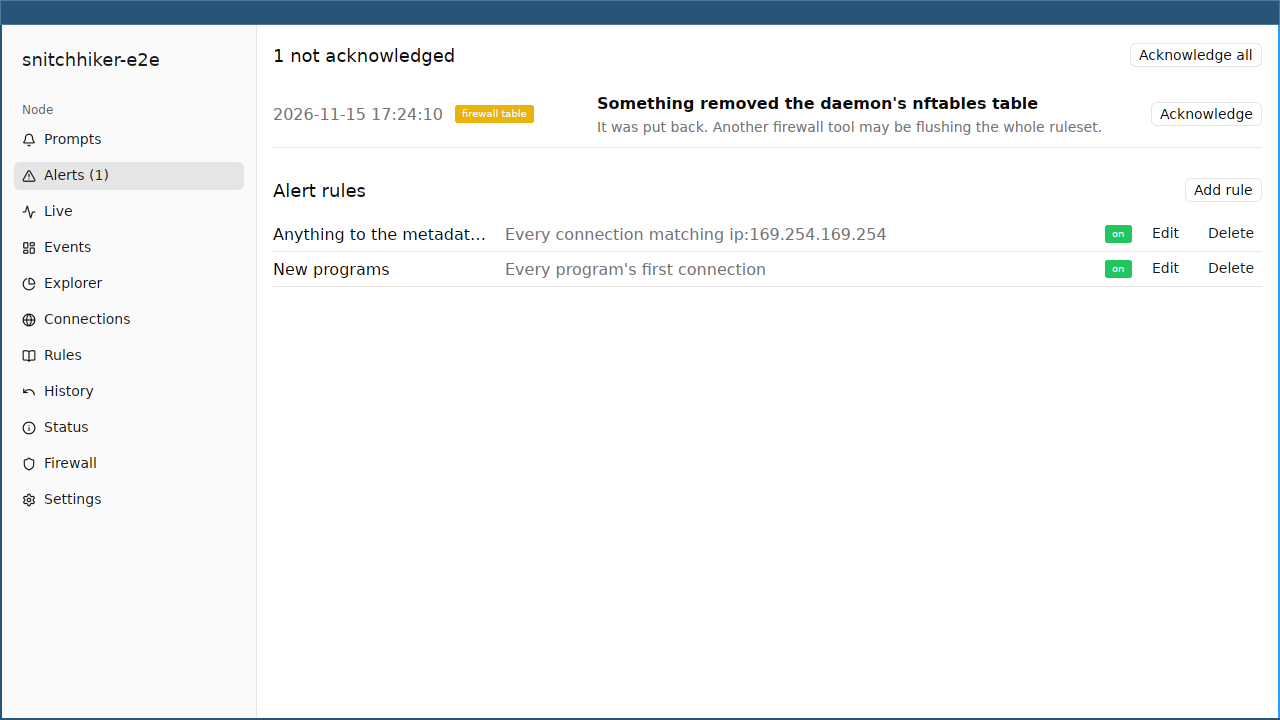 snitchhiker-e2e
Node
Prompts
Alerts (1)
Live
Events
Explorer
Connections
Rules
History
Status
Firewall
Settings
1 not acknowledged
Acknowledge all
2026-11-15 17:24:10
firewall table
Something removed the daemon's nftables table
It was put back. Another firewall tool may be flushing the whole ruleset.
Acknowledge
Alert rules
Add rule
Anything to the metadat... Every connection matching ip:169.254.169.254 on Edit Delete
New programs Every program's first connection on Edit Delete